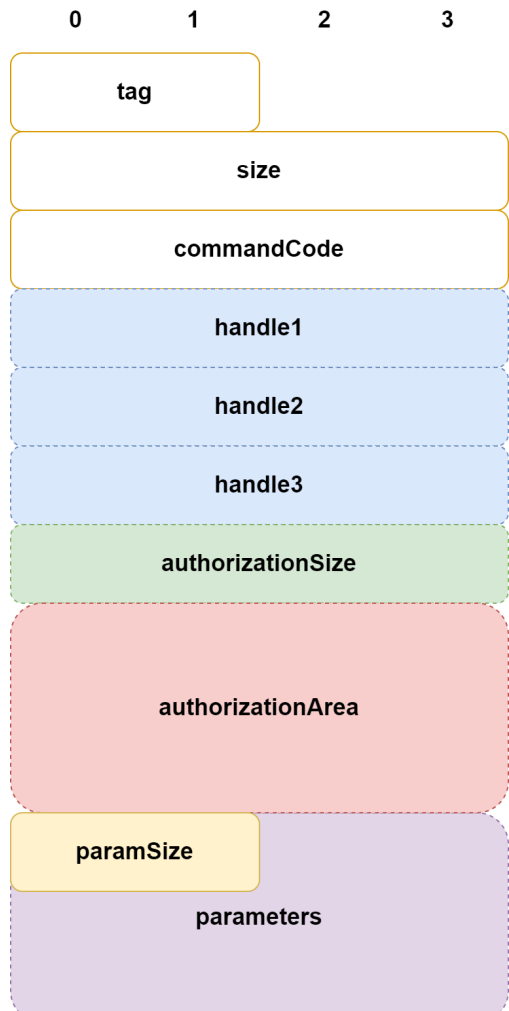 0 1 2 3
tag
size
commandCode
handle1
handle2
handle3
authorizationSize
authorizationArea
paramSize
parameters